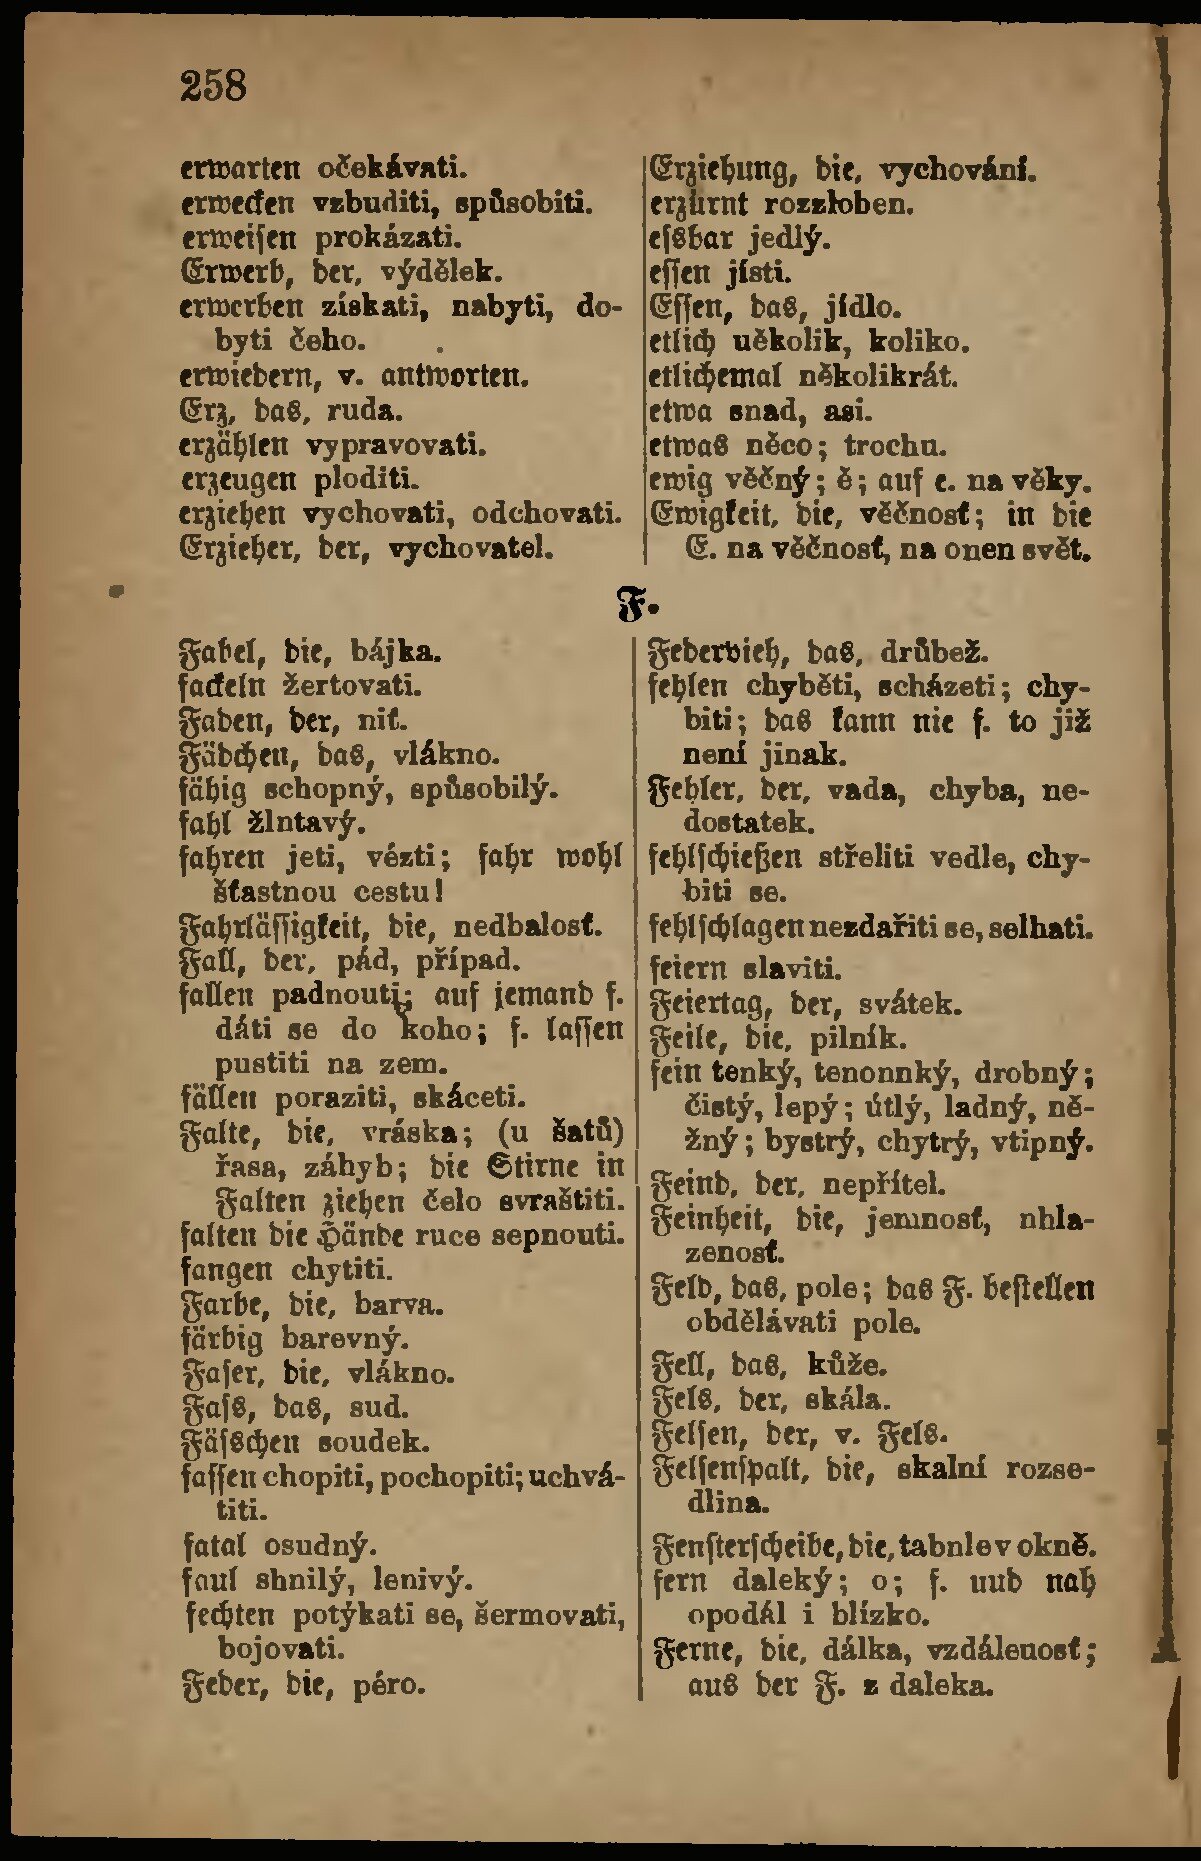 258
erwarten očekávati.
erwecken vzbuditi, spůsobiti.
erweisen prokázati.
Erwerb, der, výdělek.
erwerben získati, nabyti, do-
byti čeho.
erwiedern, v. antworten.
Erz, das, ruda.
erzählen vypravovati.
erzeugen ploditi.
erziehen vychovati, odchovati.
Erzieher, der, vychovatel.
Erziehung, die, vychování.
erzürnt rozzloben.
essbar jedlý.
essen jísti.
Essen, das, jídlo.
etlich několik, koliko.
etlichemal několikrát.
etwa snad, asi.
etwas něco; trochu.
ewig věčný; ě; auf e. na věky.
Ewigkeit, die, věčnosť; in die
E. na věčnosť, na onen svět.
F.
Fabel, die, bájka.
fackeln žertovati.
Faden, der, niť.
Fädchen, das, vlákno.
fähig schopný, spůsobilý.
fahl žlutavý.
fahren jeti, vézti; fahr wohl
šťastnou cestu!
Fahrlässigkeit, die, nedbalosť.
Fall, der, pád, případ.
fallen padnouti; auf jemand f.
dáti se do koho; f. lassen
pustiti na zem.
fällen poraziti, skáceti.
Falte, die, vráska; (u šatů)
řasa, záhyb; die Stirne in
Falten ziehen čelo svraštiti.
falten die Hände ruce sepnouti.
fangen chytiti.
Farbe, die, barva.
färbig barevný.
Faser, die, vlákno.
Fass, das, sud.
Fässchen soudek.
fassen chopiti, pochopiti; uchvá-
titi.
fatal osudný.
faul shnilý, lenivý.
fechten potýkati se, šermovati,
bojovati.
Feder, die, péro.
Federvieh, das, drůbež.
fehlen chyběti, scházeti; chy-
biti; das kann nie f. to již
není jinak.
Fehler, der, vada, chyba, ne-
dostatek.
fehlschießen střeliti vedle, chy-
biti se.
fehlschlagen nezdařiti se, selhati.
feiern slaviti.
Feiertag, der, svátek.
Feile, die, pilník.
fein tenký, tenonnký, drobný;
čistý, lepý; útlý, ladný, ně-
žný; bystrý, chytrý, vtipný.
Feind, der, nepřítel.
Feinheit, die, jemnosť, uhla-
zenosť.
Feld, das, pole; das F. bestellen
obdělávati pole.
Fell, das, kůže.
Fels, der, skála.
Felsen, der, v. Fels.
Felsenspalt, die, skalní rozse-
dlina.
Fensterscheibe, die, tabule v okně.
fern daleký; o; f. uud nah
opodál i blízko.
Ferne, die, dálka, vzdálenosť;
aus der F. z daleka.